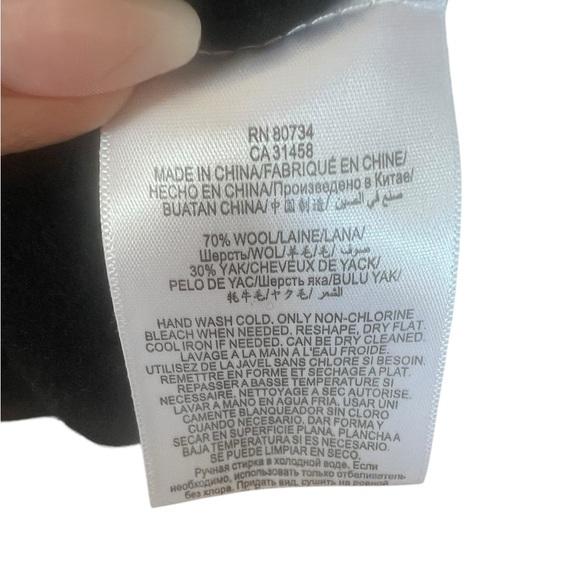 RN 80734
CA 31458
MADE IN CHINA/FABRIQUÉ EN CHINE/
HECHO EN CHINA/Произведено в Китае/
BUATAN CHINA/中国制造/ صنع في الصين/
70% WOOL/LAINE/LANA/
Шерсть/WOL/羊毛/毛/ صوف/
30% YAK/CHEVEUX DE YACK/
PELO DE YAC/Шерсть яка/BULU YAK/
牦牛毛/ヤク毛/ الشعر/
HAND WASH COLD. ONLY NON-CHLORINE
BLEACH WHEN NEEDED. RESHAPE, DRY FLAT.
COOL IRON IF NEEDED. CAN BE DRY CLEANED.
LAVAGE A LA MAIN A L'EAU FROIDE.
UTILISEZ DE LA JAVEL SANS CHLORE SI BESOIN.
REMETTRE EN FORME ET SECHAGE A PLAT.
REPASSER A BASSE TEMPERATURE SI
NECESSAIRE. NETTOYAGE A SEC AUTORISE.
LAVAR A MANO EN AGUA FRIA. USAR UNI
CAMENTE BLANQUEADOR SIN CLORO
CUANDO NECESARIO. DAR FORMA Y
SECAR EN SUPERFICIE PLANA. PLANCHA A
BAJA TEMPERATURA SI ES NECESARIO.
SE PUEDE LIMPIAR EN SECO.
Ручная стирка в холодной воде. Если
необходимо, использовать только отбеливатель
без хлора. Придать вид, сушить на ровной